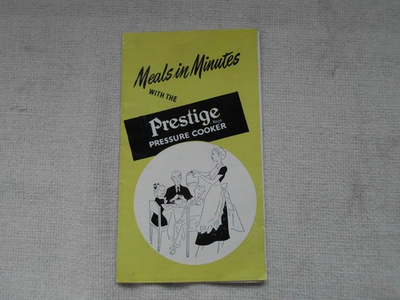 Meals in Minutes
WITH THE
Prestige
PRESSURE COOKER